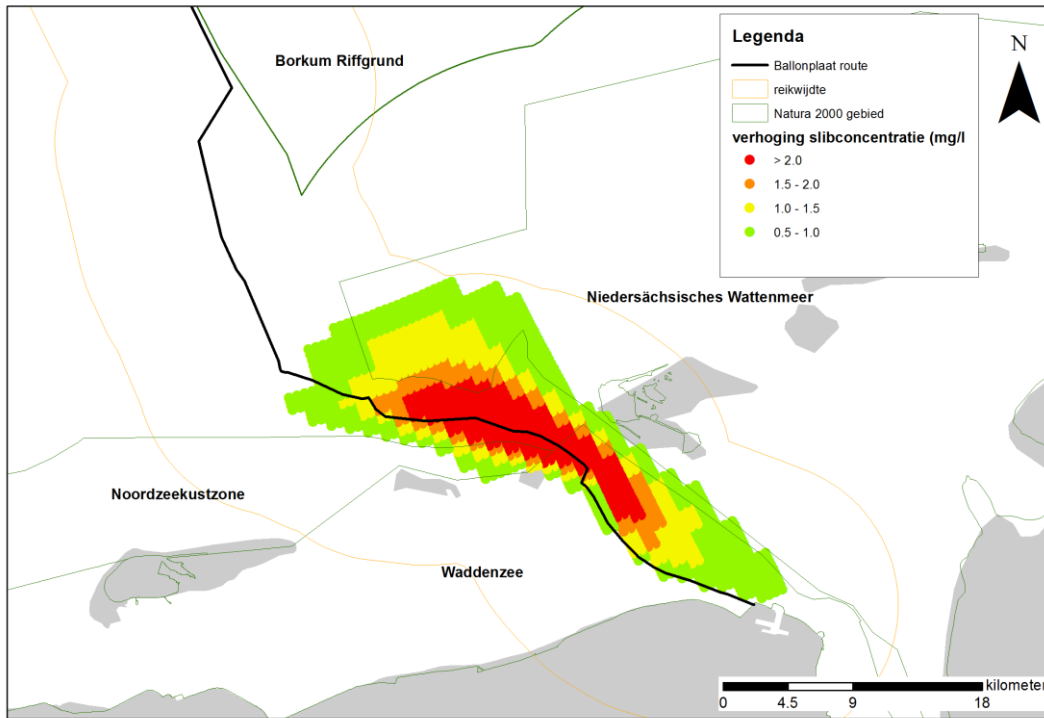 Borkum Riffgrund
Niedersächsisches Wattenmeer
Noordzeekustzone
Waddenzee
Legenda
Ballonplaat route
reikwijdte
Natura 2000 gebied
verhoging slibconcentratie (mg/l
> 2.0
1.5 - 2.0
1.0 - 1.5
0.5 - 1.0
N
kilometer
0 4.5 9 18